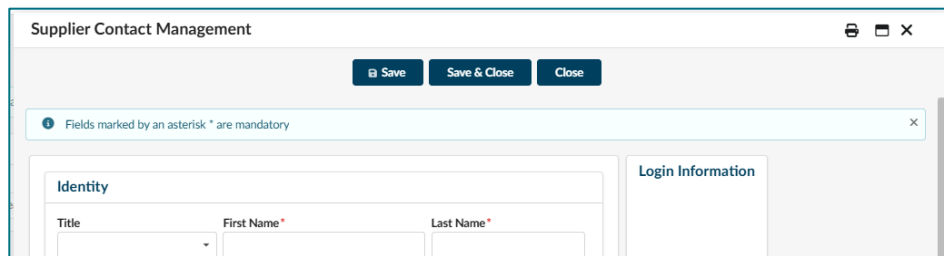 Supplier Contact Management
Save Save & Close Close
Fields marked by an asterisk * are mandatory
Identity
Login Information
Title First Name* Last Name*